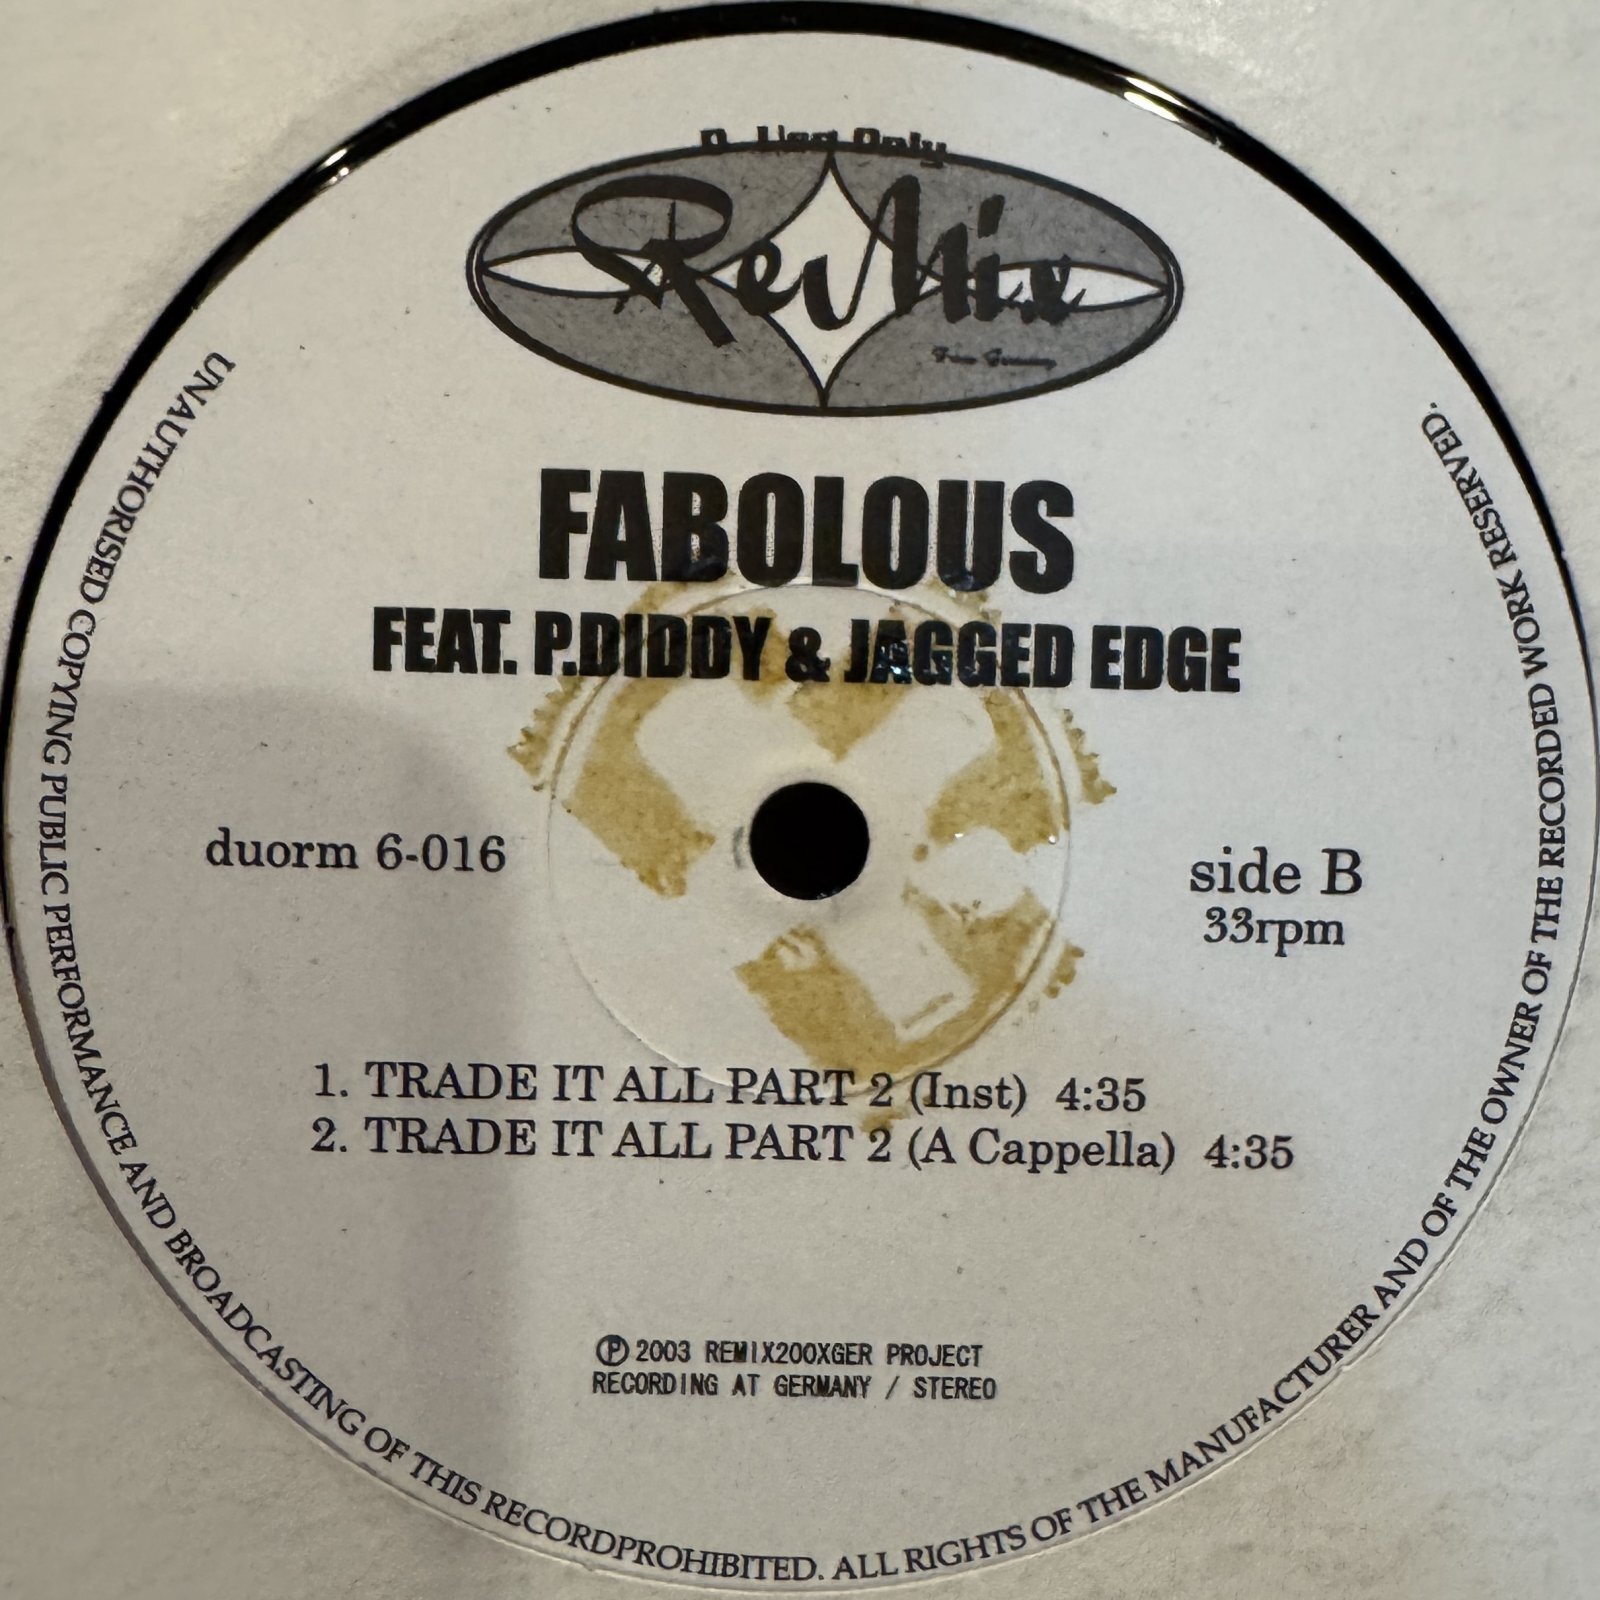 ReMix
FABOLOUS
FEAT. P.DIDDY & JAGGED EDGE
duorm 6-016
side B
33rpm
1. TRADE IT ALL PART 2 (Inst) 4:35
2. TRADE IT ALL PART 2 (A Cappella) 4:35
Ⓟ 2003 REMIX200XGER PROJECT
RECORDING AT GERMANY / STEREO
UNAUTHORISED COPYING PUBLIC PERFORMANCE AND BROADCASTING OF THIS RECORDPROHIBITED. ALL RIGHTS OF THE MANUFACTURER AND OF THE OWNER OF THE RECORDED WORK RESERVED.